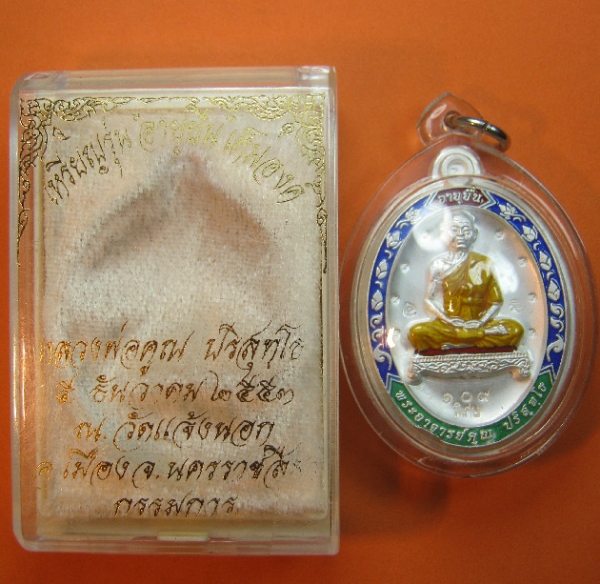 เหรียญรุ่น อายุยืน เต็มองค์
หลวงพ่อคูณ ปริสุทฺโธ
๕ ธันวาคม ๒๕๕๓
ณ. วัดแจ้งนอก
อ.เมือง จ.นครราชสีมา
กรรมการ
อายุยืน
๑๐๙
พระอาจารย์คูณ ปริสุทฺโธ